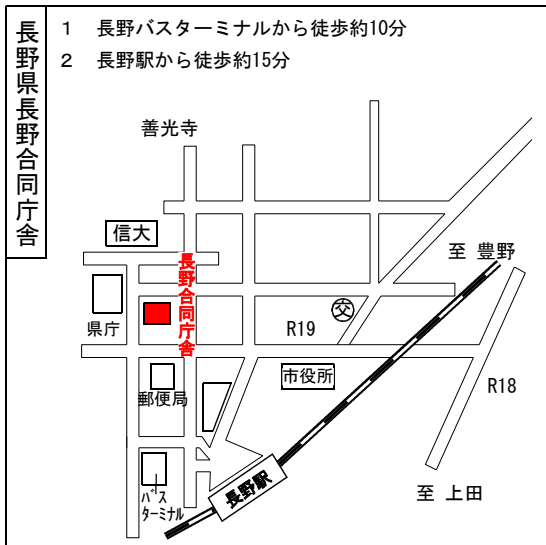 長野県長野合同庁舎
1 長野バスターミナルから徒歩約10分
2 長野駅から徒歩約15分
善光寺
信大
至 豊野
長野合同庁舎
県庁
交
R19
市役所
郵便局
R18
長野駅
至 上田
バス
ターミナル